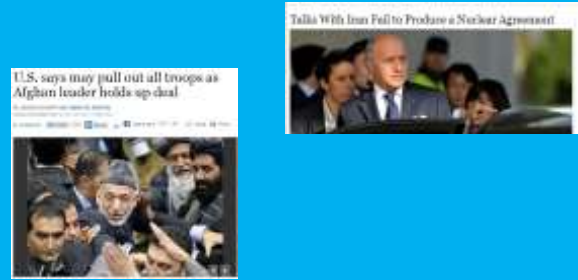 Talks With Iran Fail to Produce a Nuclear Agreement
U.S. says may pull out all troops as
Afghan leader holds up deal